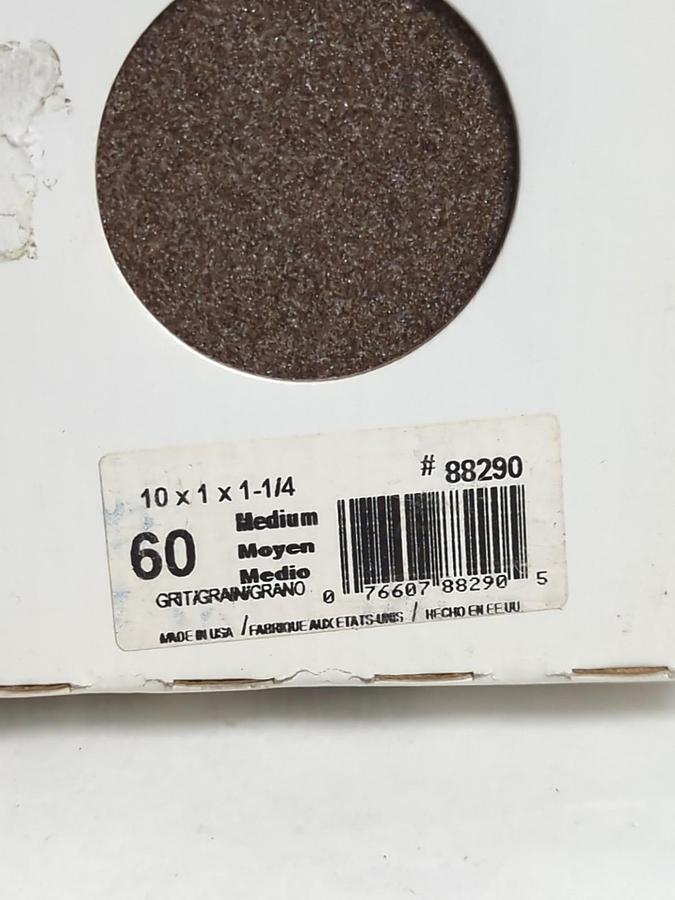 # 88290
10 x 1 x 1-1/4
60
Medium
Moyen
Medio
GRIT/GRAIN/GRANO
0 76607 88290 5
MADE IN USA / FABRIQUE AUX ETATS-UNIS / HECHO EN EE UU